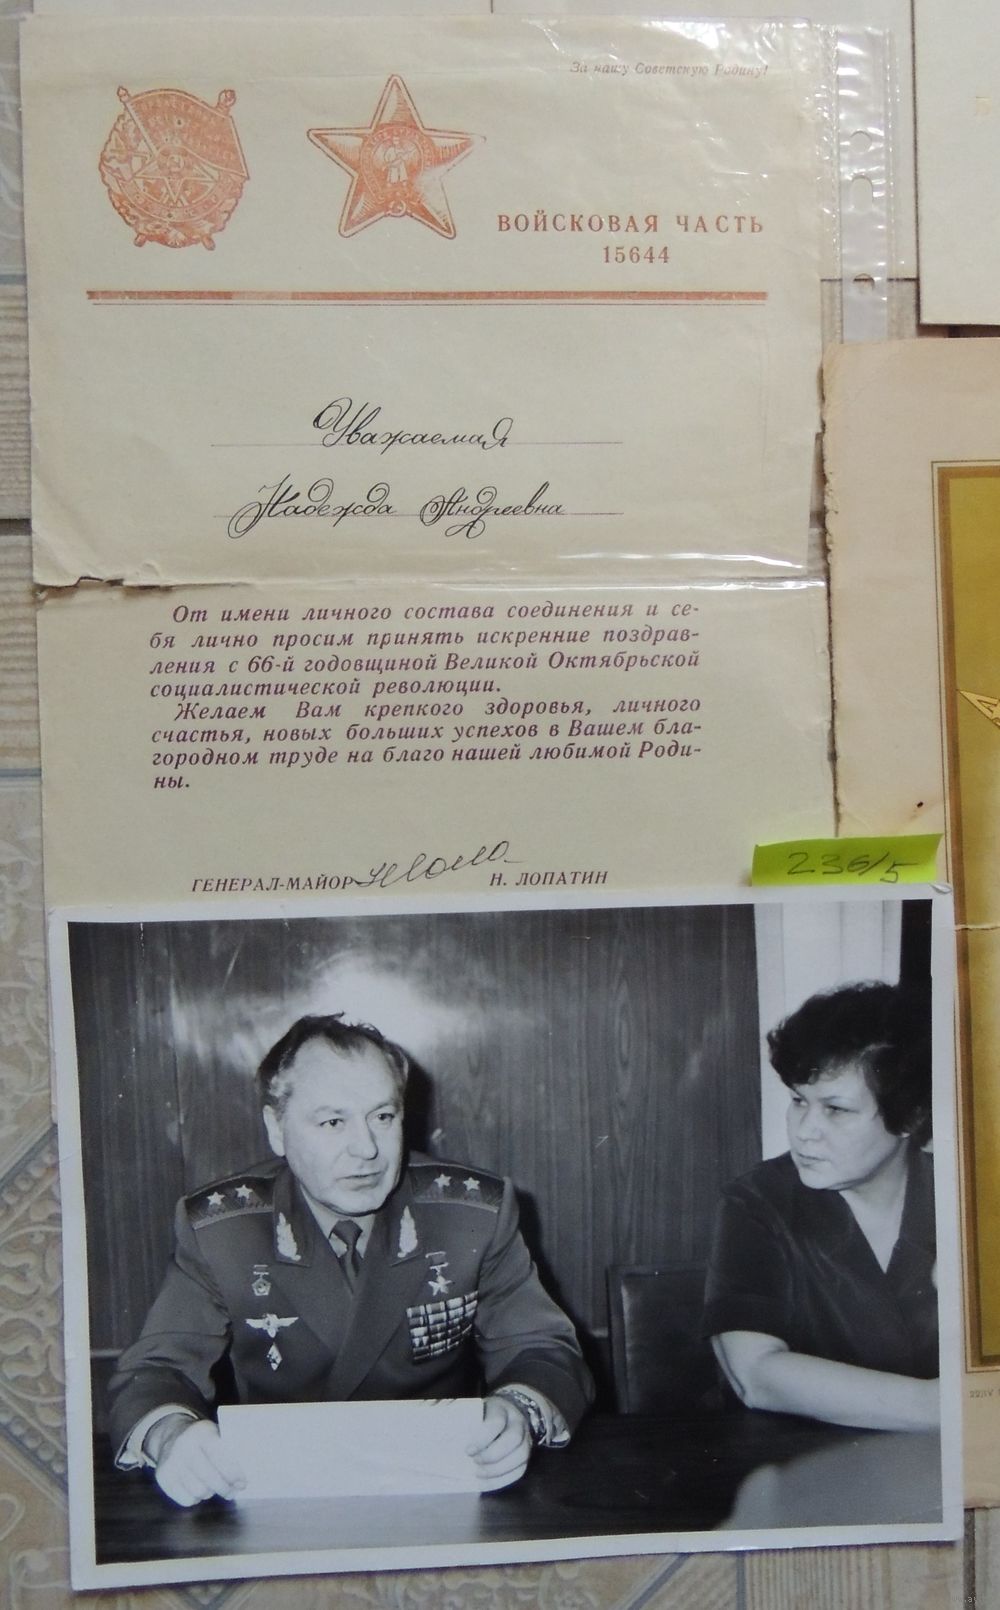 За нашу Советскую Родину!
ВОЙСКОВАЯ ЧАСТЬ
15644
Уважаемая
Надежда Андреевна
От имени личного состава соединения и се-
бя лично просим принять искренние поздрав-
ления с 66-й годовщиной Великой Октябрьской
социалистической революции.
Желаем Вам крепкого здоровья, личного
счастья, новых больших успехов в Вашем бла-
городном труде на благо нашей любимой Роди-
ны.
236/5
ГЕНЕРАЛ-МАЙОР Н. ЛОПАТИН